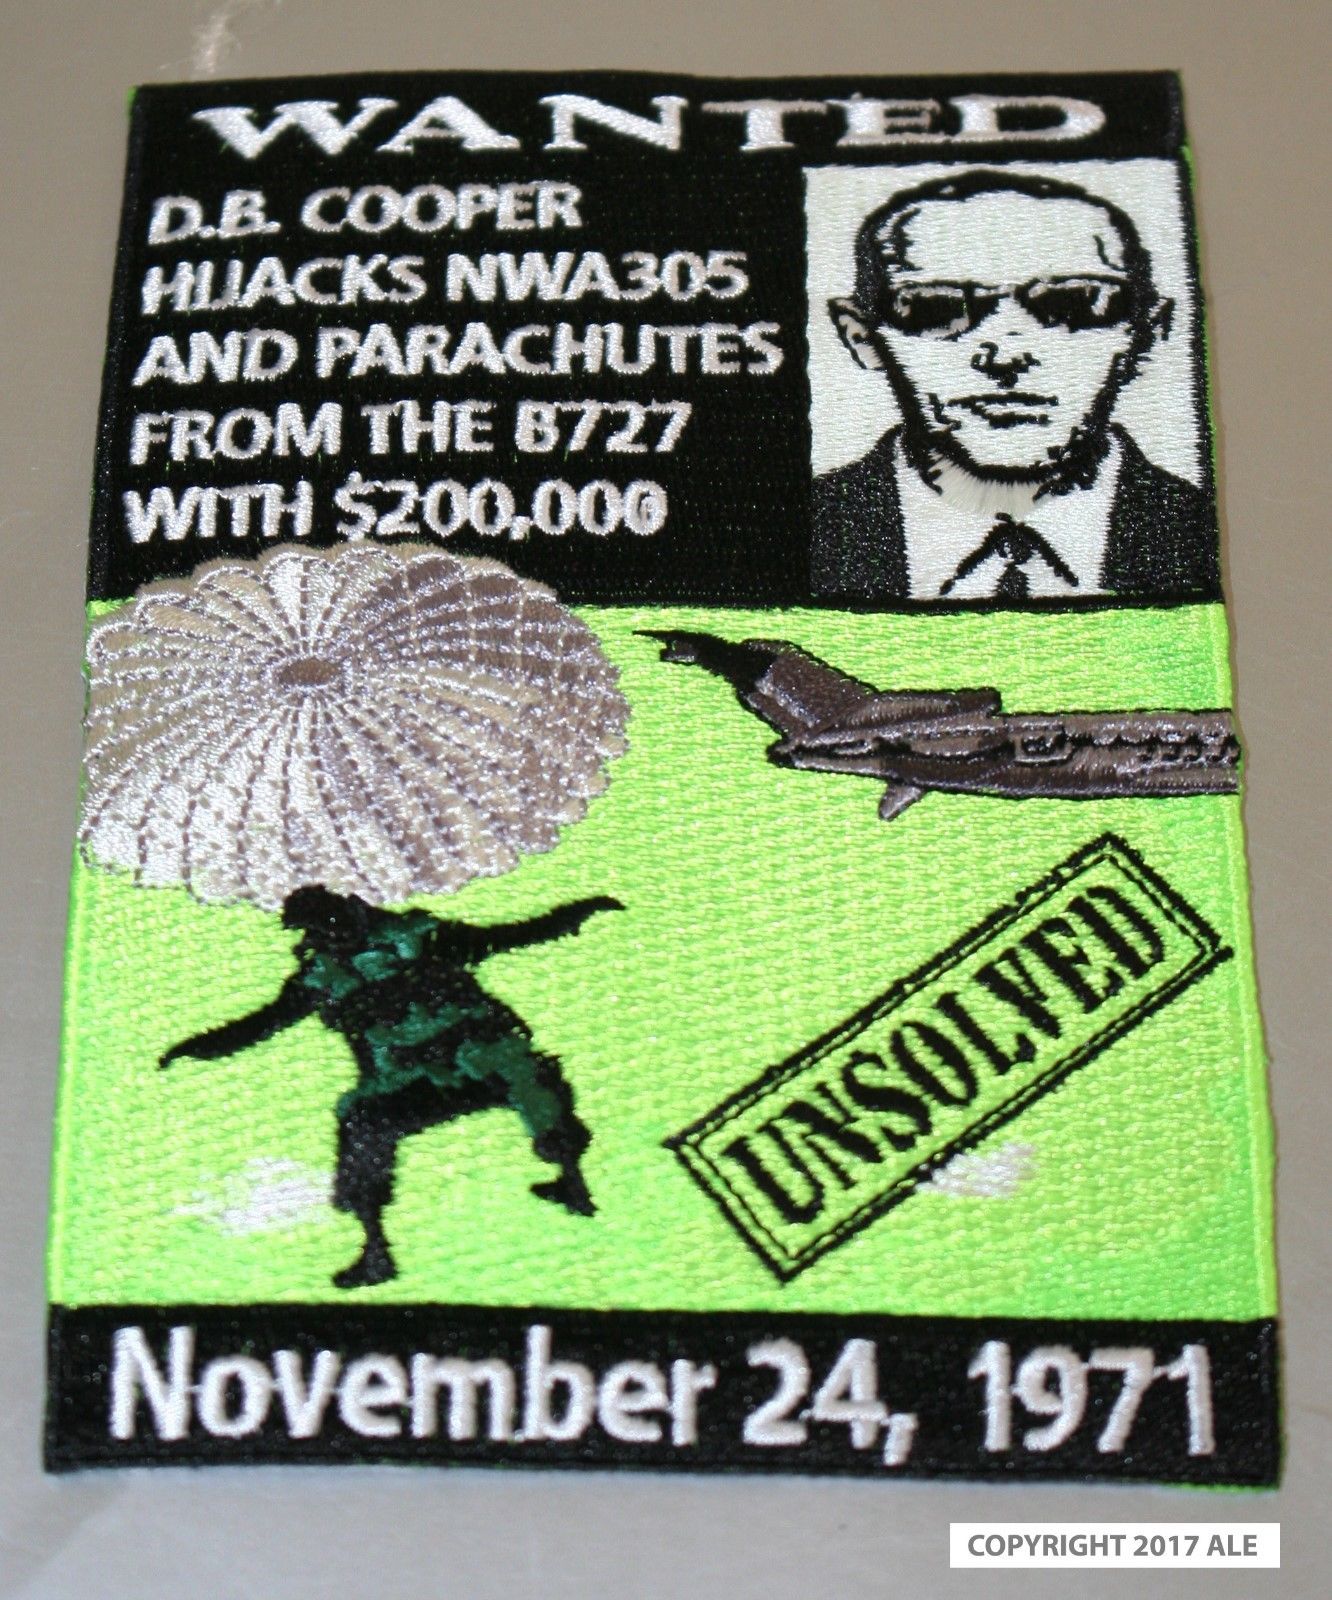 WANTED
D.B. COOPER
HIJACKS NWA305
AND PARACHUTES
FROM THE B727
WITH $200,000
UNSOLVED
November 24, 1971
COPYRIGHT 2017 ALE